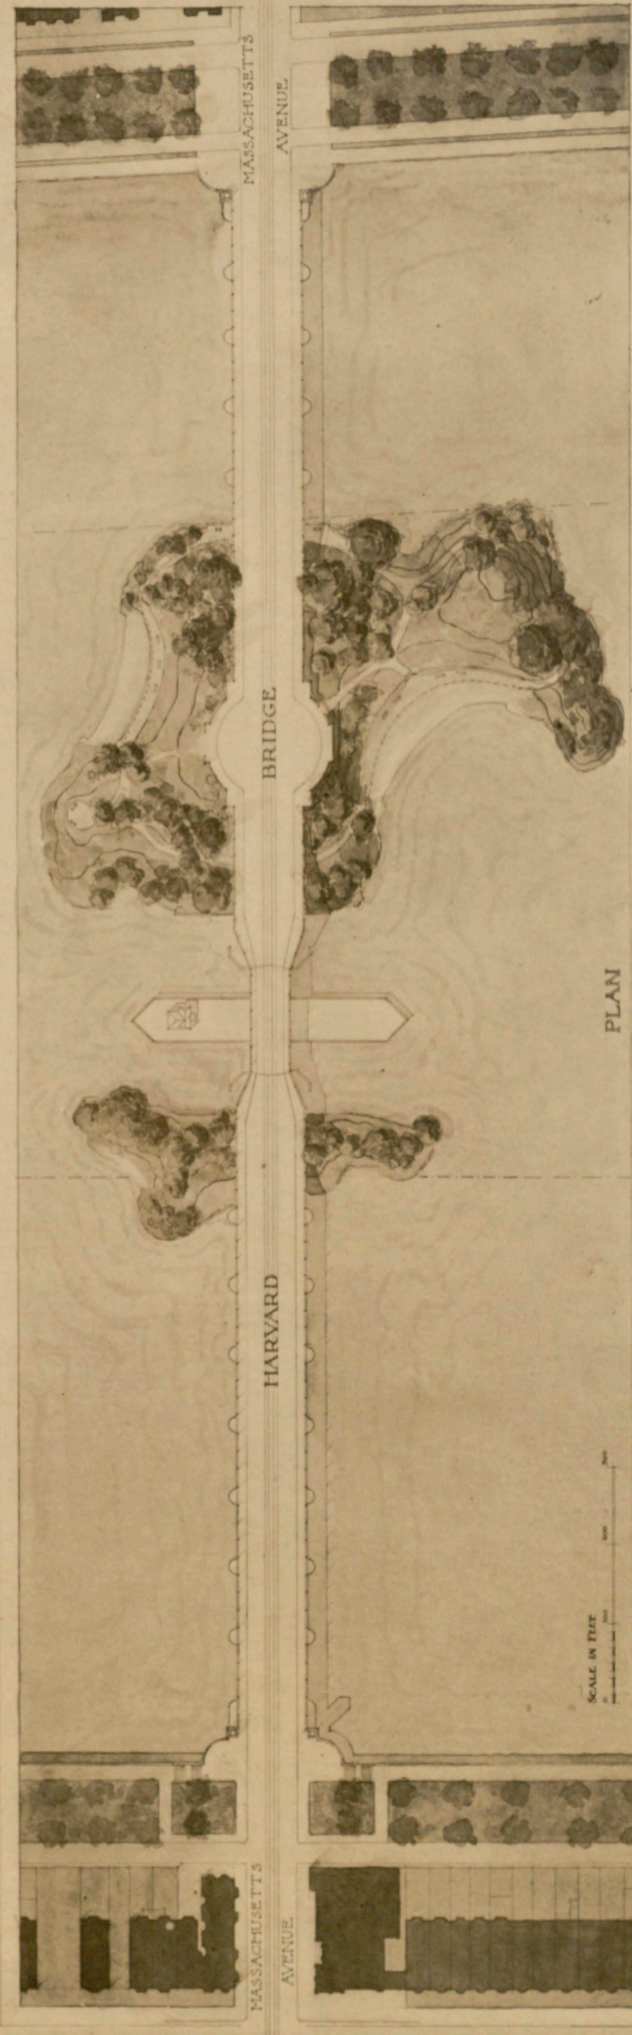 MASSACHUSETTS
AVENUE
HARVARD BRIDGE
MASSACHUSETTS
AVENUE
SCALE IN FEET
PLAN